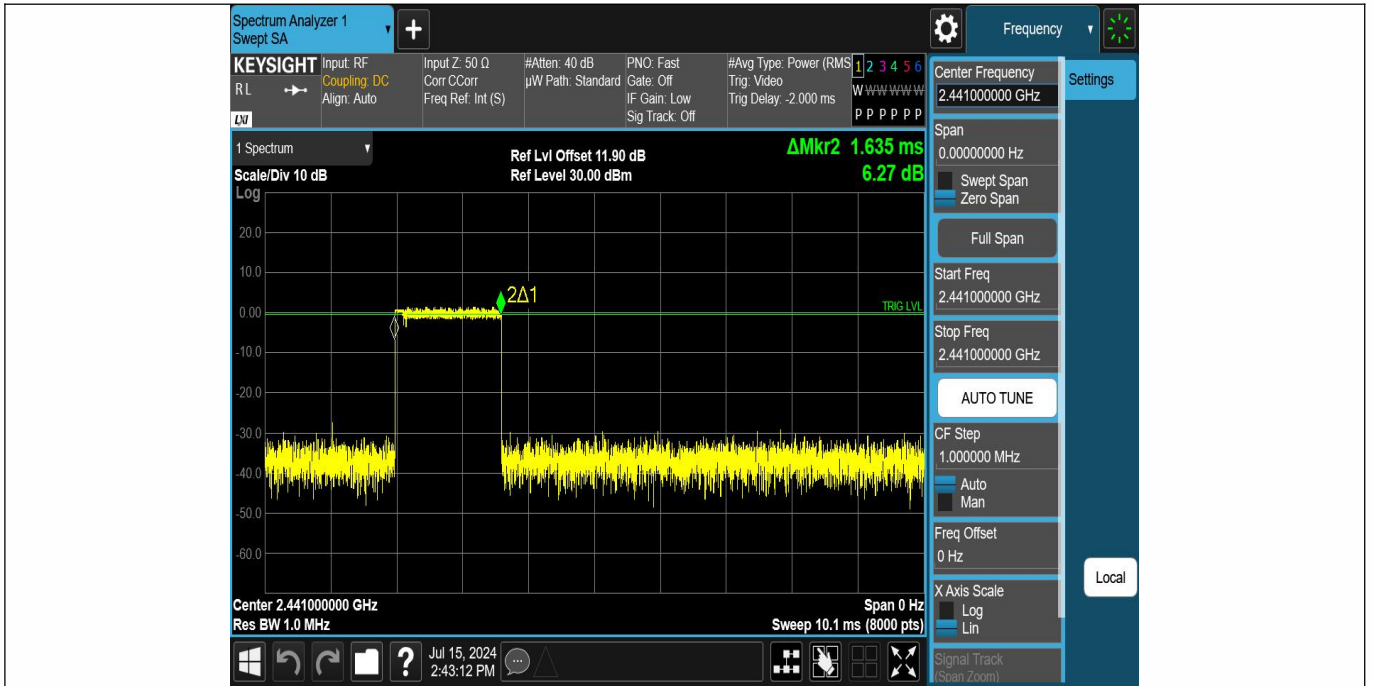 Spectrum Analyzer 1
Swept SA
+
Frequency
KEYSIGHT
RL
LXI
Input: RF
Coupling: DC
Align: Auto
Input Z: 50 Ω
Corr CCorr
Freq Ref: Int (S)
#Atten: 40 dB
µW Path: Standard
PNO: Fast
Gate: Off
IF Gain: Low
Sig Track: Off
#Avg Type: Power (RMS
Trig: Video
Trig Delay: -2.000 ms
1 2 3 4 5 6
W W W W W W
P P P P P P
1 Spectrum
Scale/Div 10 dB
Ref Lvl Offset 11.90 dB
Ref Level 30.00 dBm
ΔMkr2 1.635 ms
6.27 dB
Log
20.0
10.0
0.00
-10.0
-20.0
-30.0
-40.0
-50.0
-60.0
2Δ1
TRIG LVL
Center 2.441000000 GHz
Res BW 1.0 MHz
Span 0 Hz
Sweep 10.1 ms (8000 pts)
Center Frequency
2.441000000 GHz
Settings
Span
0.00000000 Hz
Swept Span
Zero Span
Full Span
Start Freq
2.441000000 GHz
Stop Freq
2.441000000 GHz
AUTO TUNE
CF Step
1.000000 MHz
Auto
Man
Freq Offset
0 Hz
X Axis Scale
Log
Lin
Local
Signal Track
(Span Zoom)
?
Jul 15, 2024
2:43:12 PM